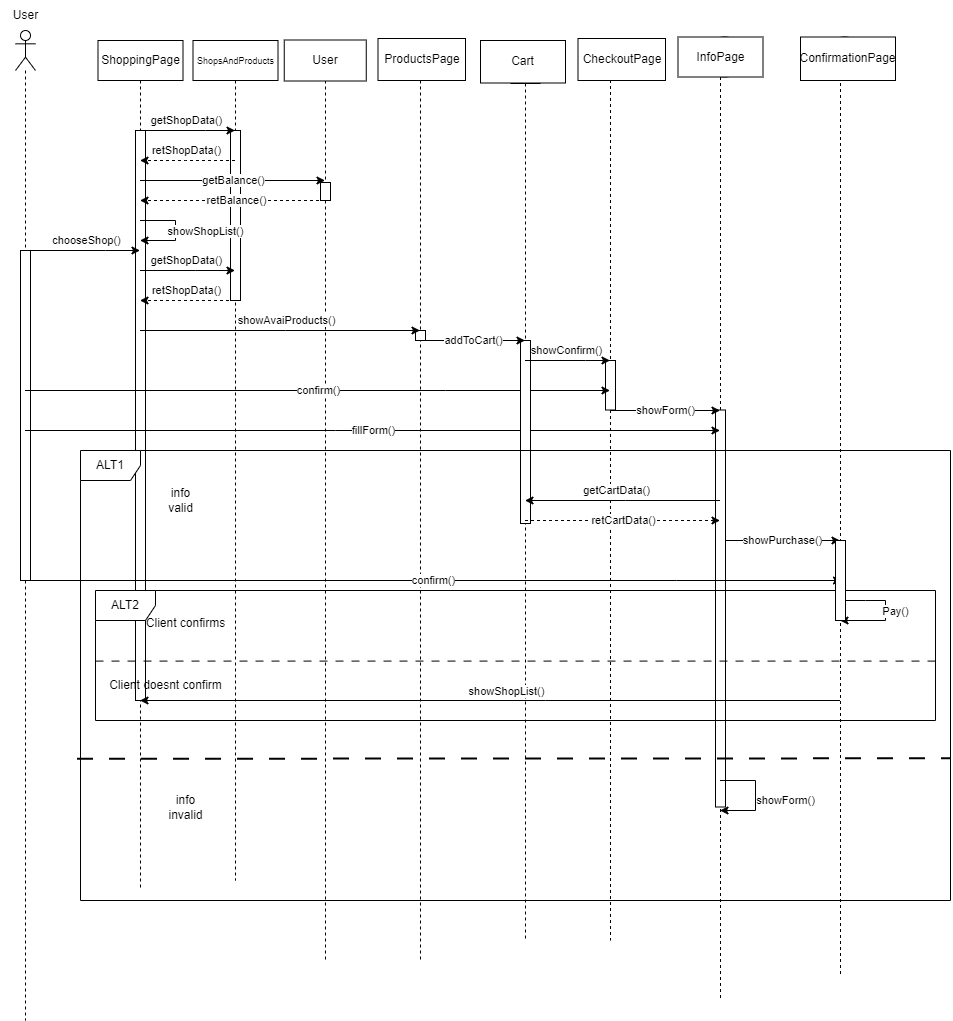 User
ShoppingPage
ShopsAndProducts
User
ProductsPage
Cart
CheckoutPage
InfoPage
ConfirmationPage
getShopData()
retShopData()
getBalance()
retBalance()
showShopList()
chooseShop()
getShopData()
retShopData()
showAvaiProducts()
addToCart()
showConfirm()
confirm()
showForm()
fillForm()
ALT1
info
valid
getCartData()
retCartData()
showPurchase()
confirm()
ALT2
Client confirms
Pay()
Client doesnt confirm
showShopList()
info
invalid
showForm()